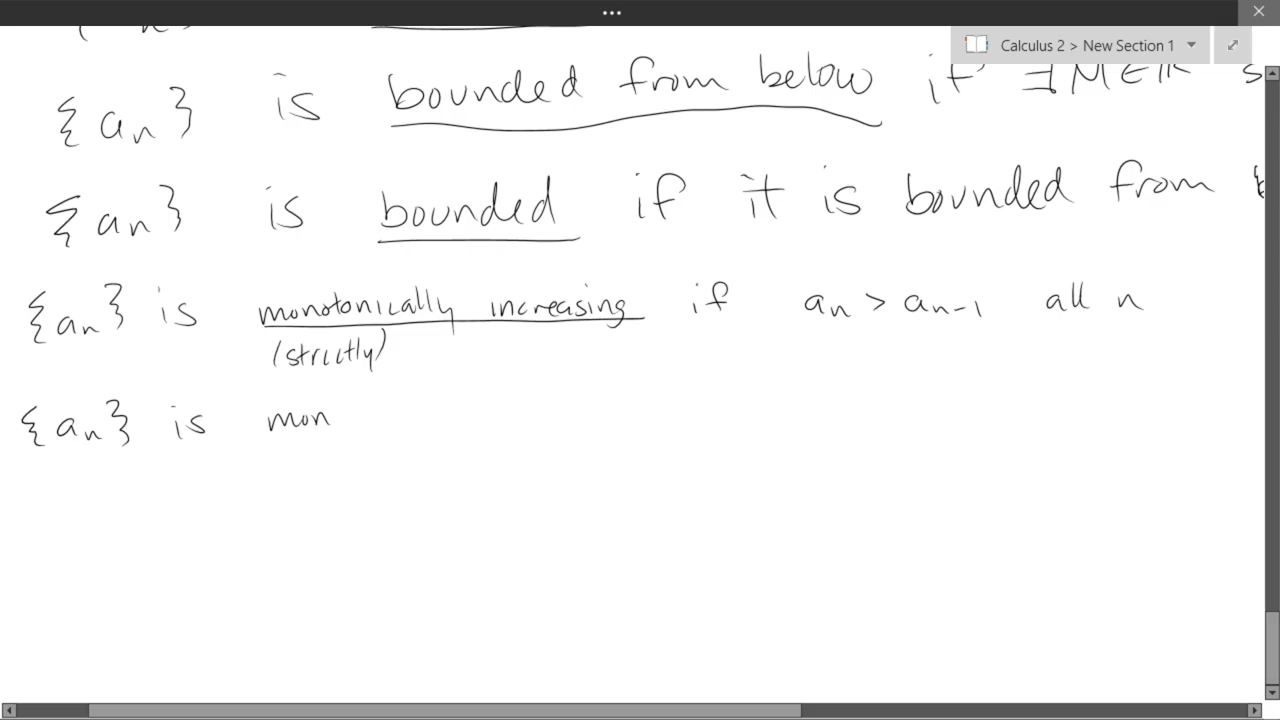 Calculus 2 > New Section 1
{aₙ} is bounded from below if ∃M∈ℝ s
{aₙ} is bounded if it is bounded from
{aₙ} is monotonically increasing if aₙ > aₙ₋₁ all n
(strictly)
{aₙ} is mon